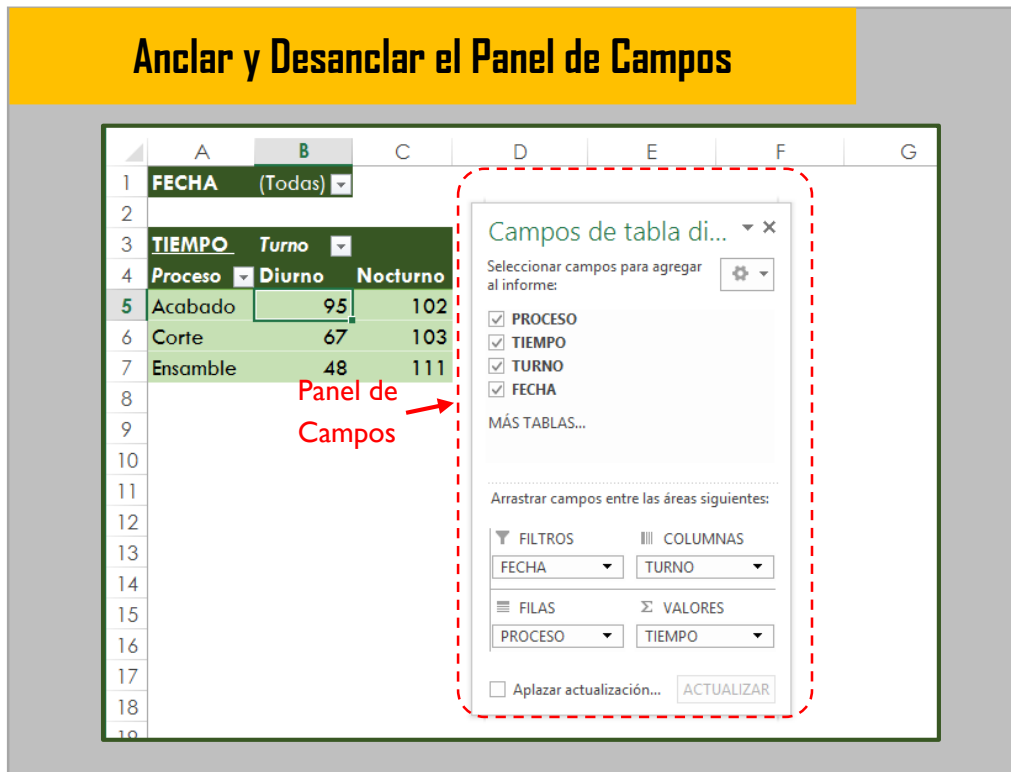 Anclar y Desanclar el Panel de Campos
A B C D E F G
1 FECHA (Todas)
2
3 TIEMPO Turno
4 Proceso Diurno Nocturno
5 Acabado 95 102
6 Corte 67 103
7 Ensamble 48 111
8
9
10
11
12
13
14
15
16
17
18
19
Panel de
Campos
Campos de tabla di...
Seleccionar campos para agregar
al informe:
PROCESO
TIEMPO
TURNO
FECHA
MÁS TABLAS...
Arrastrar campos entre las áreas siguientes:
FILTROS COLUMNAS
FECHA TURNO
FILAS Σ VALORES
PROCESO TIEMPO
Aplazar actualización... ACTUALIZAR